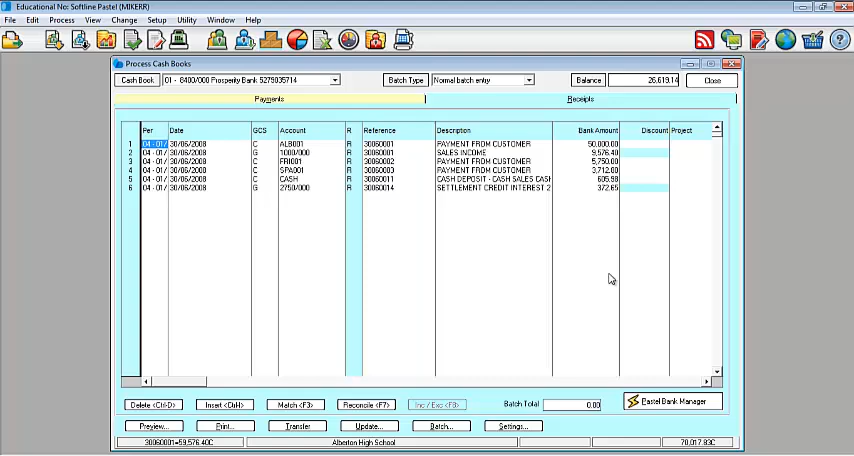 Educational No: Softline Pastel (MIKERR)
File Edit Process View Change Setup Utility Window Help
Process Cash Books
Cash Book 01 - 8400/000 Prosperity Bank 5279035714 Batch Type Normal batch entry Balance 26,619.14 Close
Payments Receipts
Per Date GCS Account R Reference Description Bank Amount Discount Project
1 04 - 01/ 30/06/2008 C ALB001 R 30060001 PAYMENT FROM CUSTOMER 50,000.00
2 04 - 01/ 30/06/2008 G 1000/000 R 30060001 SALES INCOME 9,576.40
3 04 - 01/ 30/06/2008 C FRI001 R 30060002 PAYMENT FROM CUSTOMER 5,750.00
4 04 - 01/ 30/06/2008 C SPA001 R 30060003 PAYMENT FROM CUSTOMER 3,712.80
5 04 - 01/ 30/06/2008 C CASH R 30060011 CASH DEPOSIT - CASH SALES CASH 605.98
6 04 - 01/ 30/06/2008 G 2750/000 R 30060014 SETTLEMENT CREDIT INTEREST 2 372.65
Delete <Ctrl-D> Insert <CtrlH> Match <F3> Reconcile <F7> Inc / Exc <F8> Batch Total 0.00 Pastel Bank Manager
Preview... Print... Transfer Update... Batch... Settings...
30060001=59,576.40C Alberton High School 70,017.83C